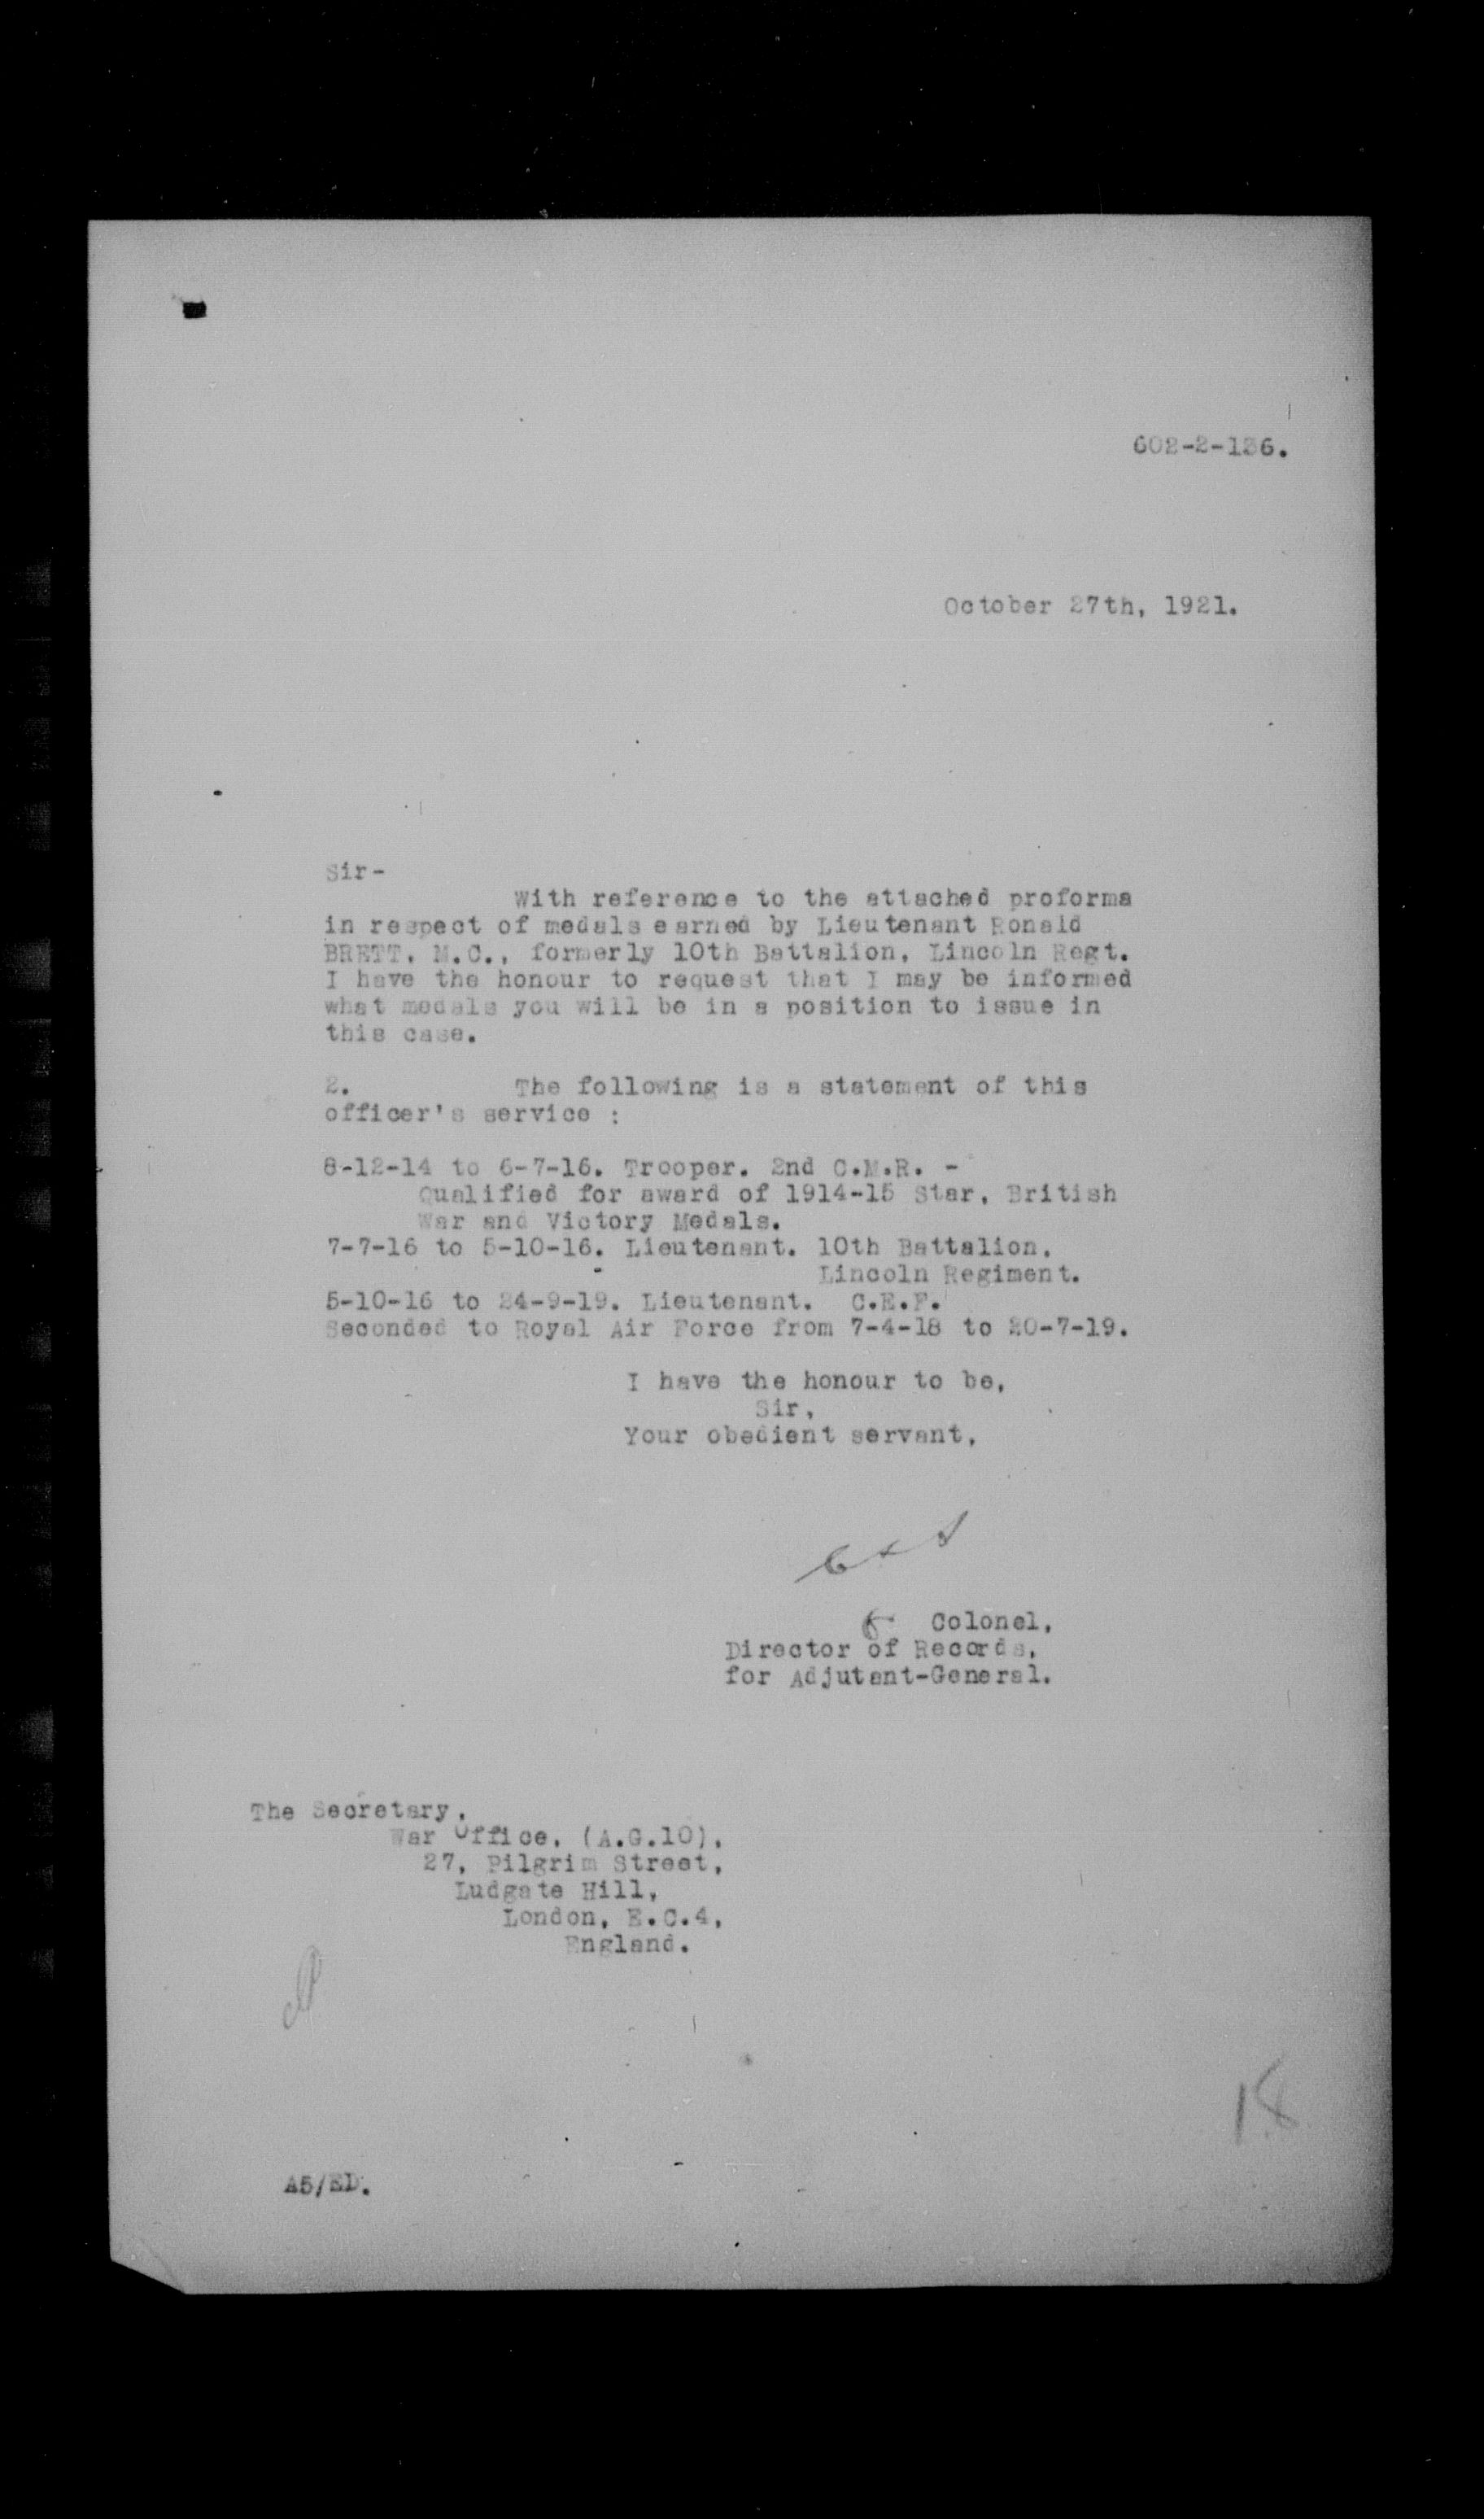 602-2-136.
October 27th, 1921.
Sir-
With reference to the attached proforma
in respect of medals earned by Lieutenant Ronald
BRETT, M.C., formerly 10th Battalion, Lincoln Regt.
I have the honour to request that I may be informed
what medals you will be in a position to issue in
this case.
2. The following is a statement of this
officer's service :
8-12-14 to 6-7-16. Trooper. 2nd C.M.R. -
Qualified for award of 1914-15 Star, British
War and Victory Medals.
7-7-16 to 5-10-16. Lieutenant. 10th Battalion,
Lincoln Regiment.
5-10-16 to 24-9-19. Lieutenant. C.E.F.
Seconded to Royal Air Force from 7-4-18 to 20-7-19.
I have the honour to be,
Sir,
Your obedient servant,
Colonel,
Director of Records,
for Adjutant-General.
The Secretary,
War Office, (A.G.10),
27, Pilgrim Street,
Ludgate Hill,
London, E.C.4,
England.
18
A5/ED.